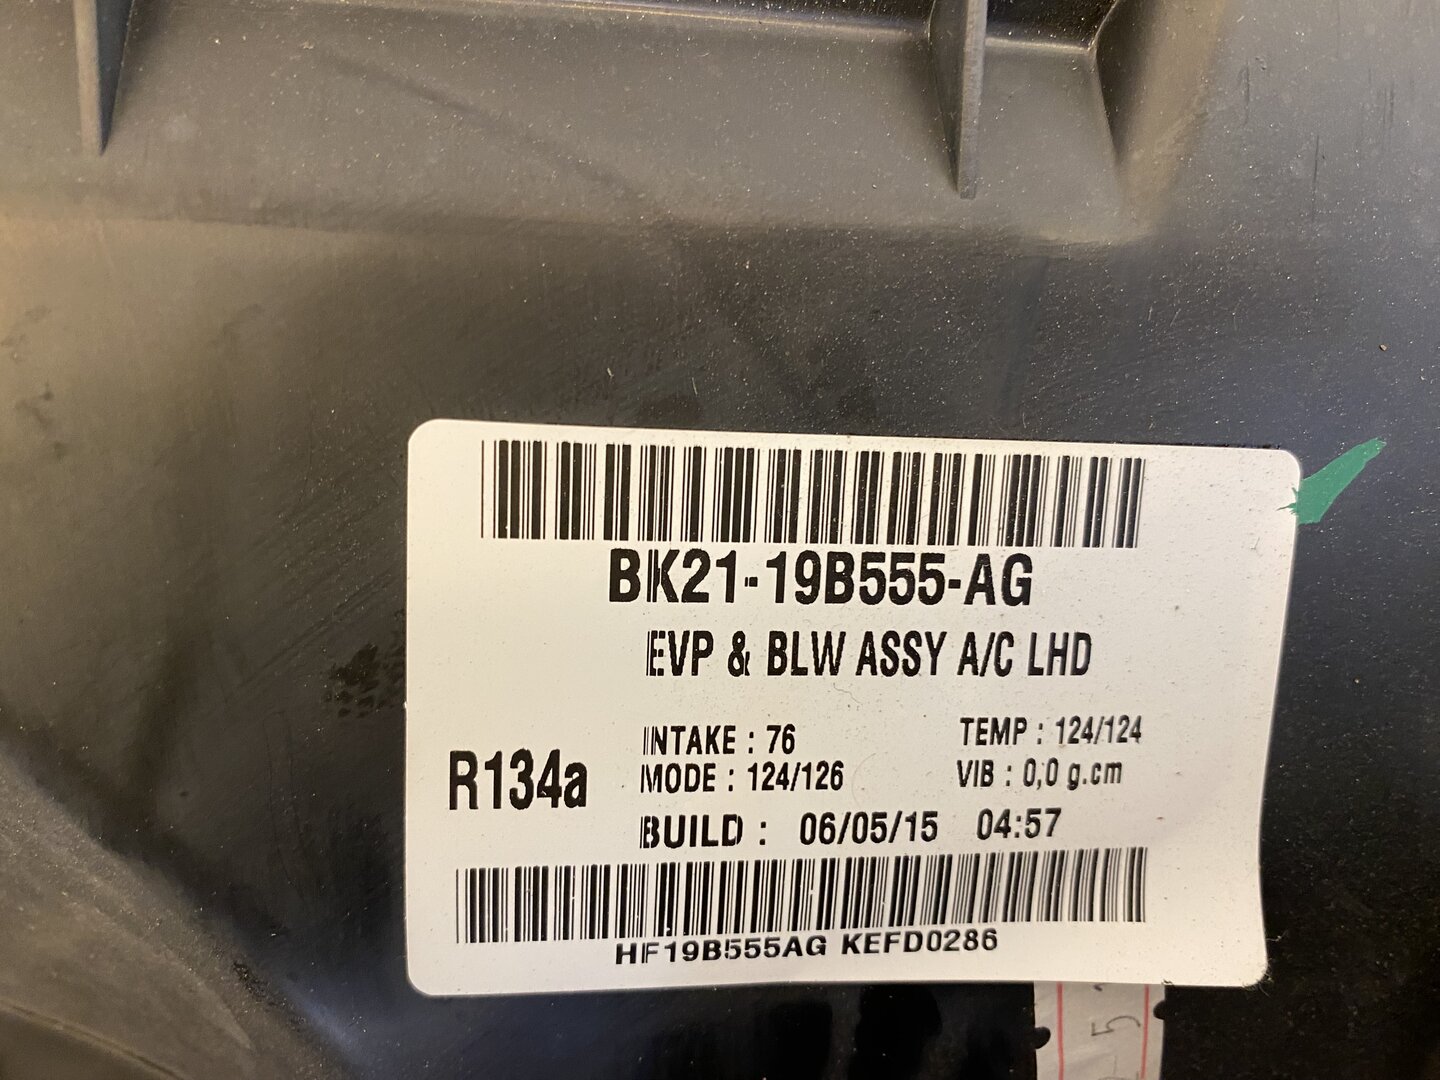 BK21-19B555-AG
EVP & BLW ASSY A/C LHD
INTAKE : 76 TEMP : 124/124
R134a MODE : 124/126 VIB : 0,0 g.cm
BUILD : 06/05/15 04:57
HF19B555AG KEFD0286
5